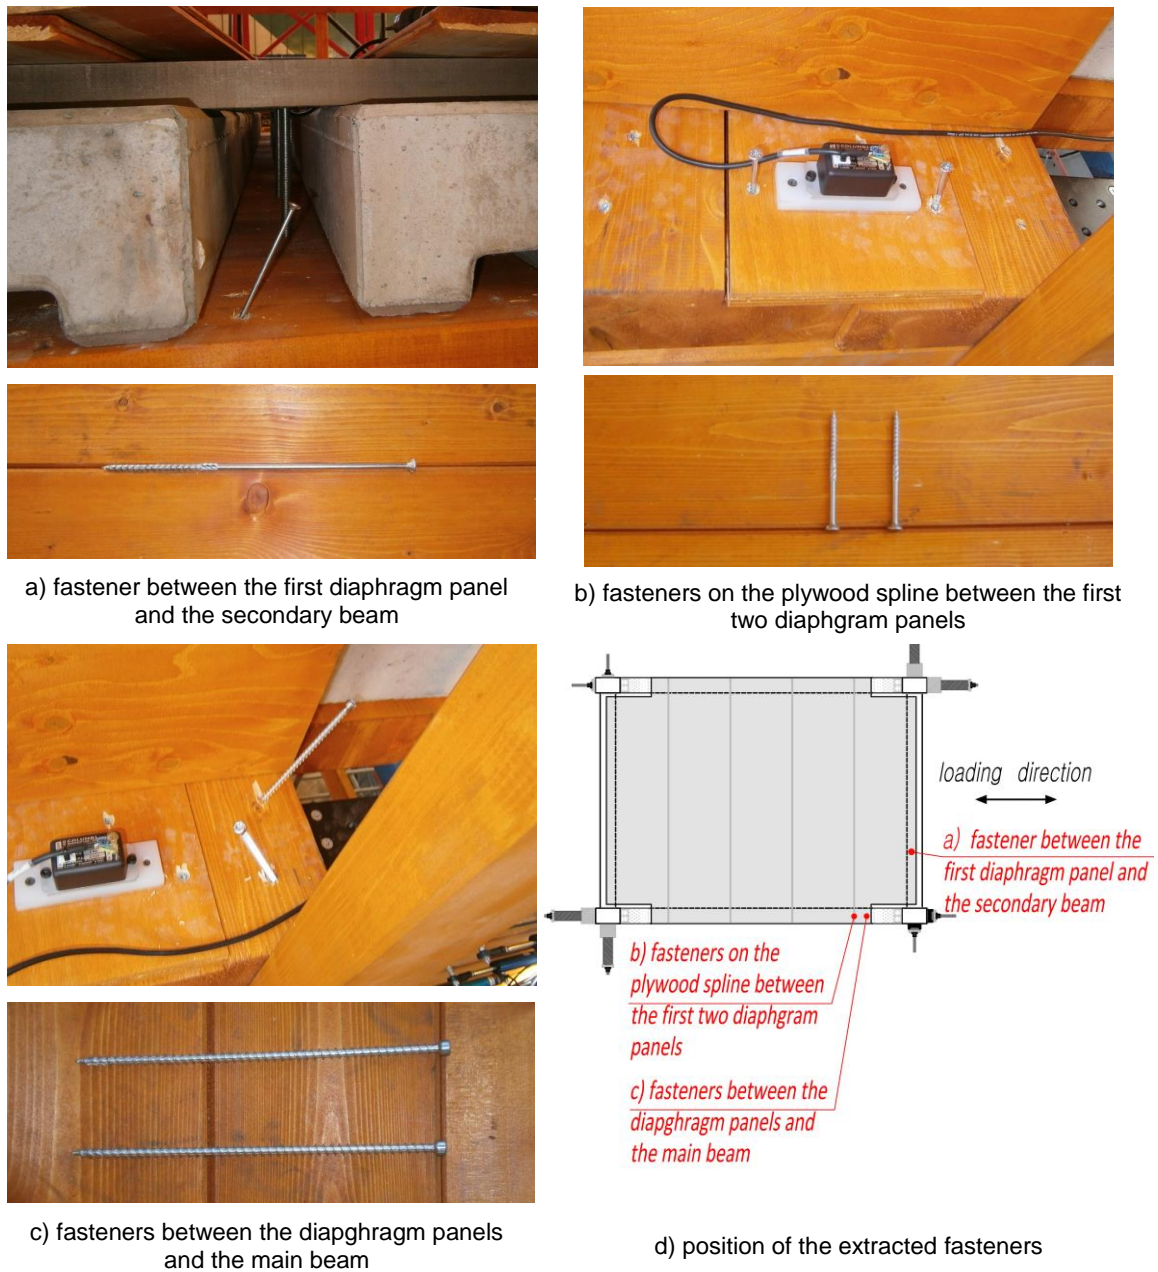 a) fastener between the first diaphragm panel
and the secondary beam
b) fasteners on the plywood spline between the first
two diaphgram panels
c) fasteners between the diapghragm panels
and the main beam
loading direction
a) fastener between the
first diaphragm panel and
the secondary beam
b) fasteners on the
plywood spline between
the first two diaphgram
panels
c) fasteners between the
diapghragm panels and
the main beam
d) position of the extracted fasteners